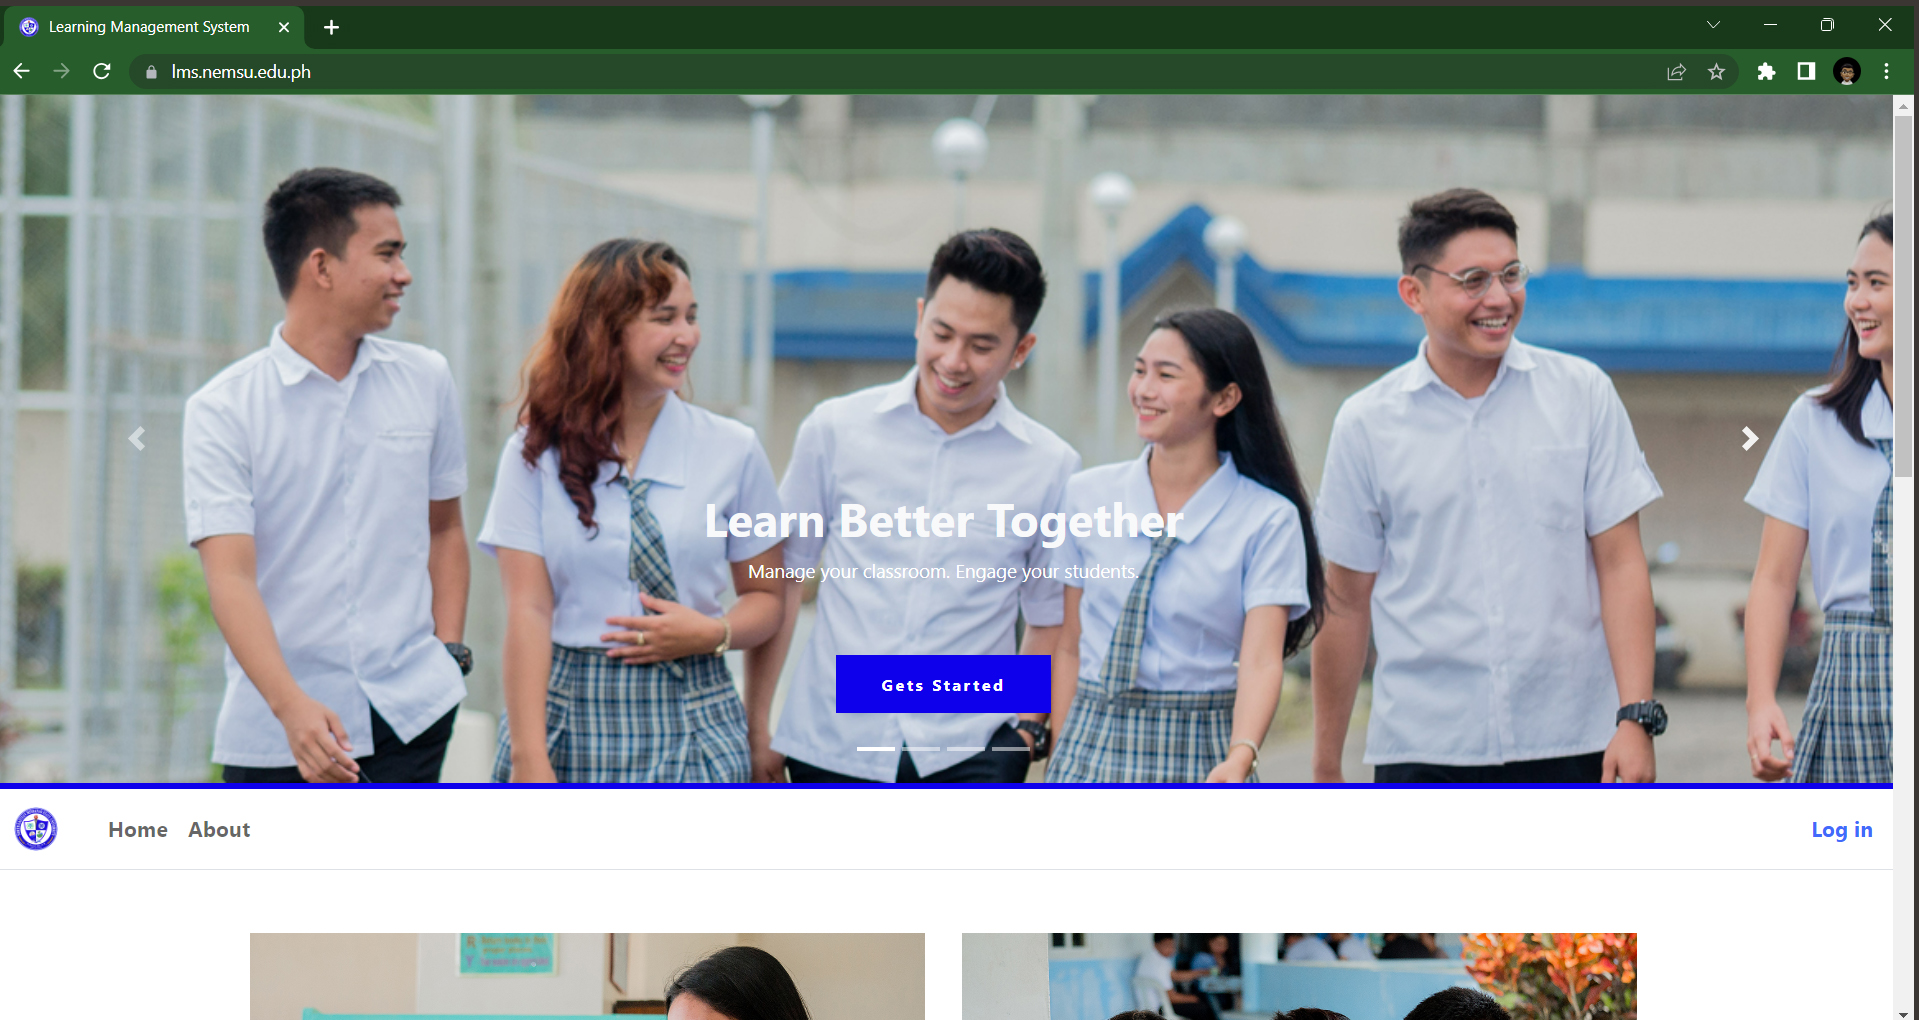 Learning Management System
lms.nemsu.edu.ph
Learn Better Together
Manage your classroom. Engage your students.
Gets Started
Home
About
Log in